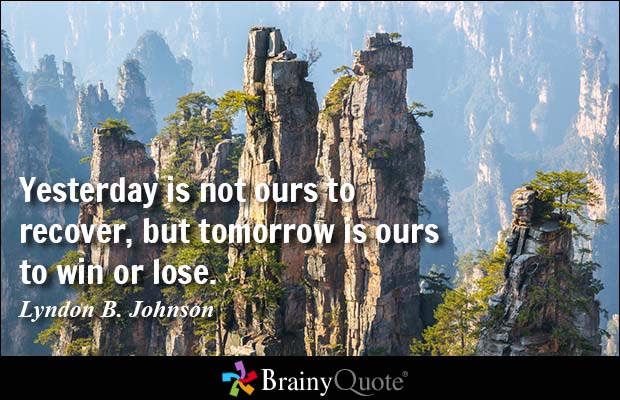 Yesterday is not ours to
recover, but tomorrow is ours
to win or lose.
Lyndon B. Johnson
BrainyQuote®